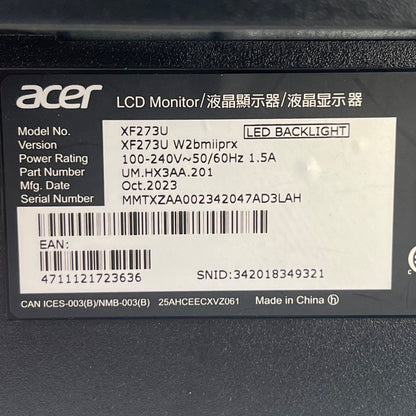 acer LCD Monitor/液晶顯示器/液晶显示器
Model No. XF273U LED BACKLIGHT
Version XF273U W2bmiiprx
Power Rating 100-240V~50/60Hz 1.5A
Part Number UM.HX3AA.201
Mfg. Date Oct.2023
Serial Number MMTXZAA002342047AD3LAH
EAN:
4711121723636 SNID:342018349321
CAN ICES-003(B)/NMB-003(B) 25AHCEECXVZ061 Made in China ⓗ